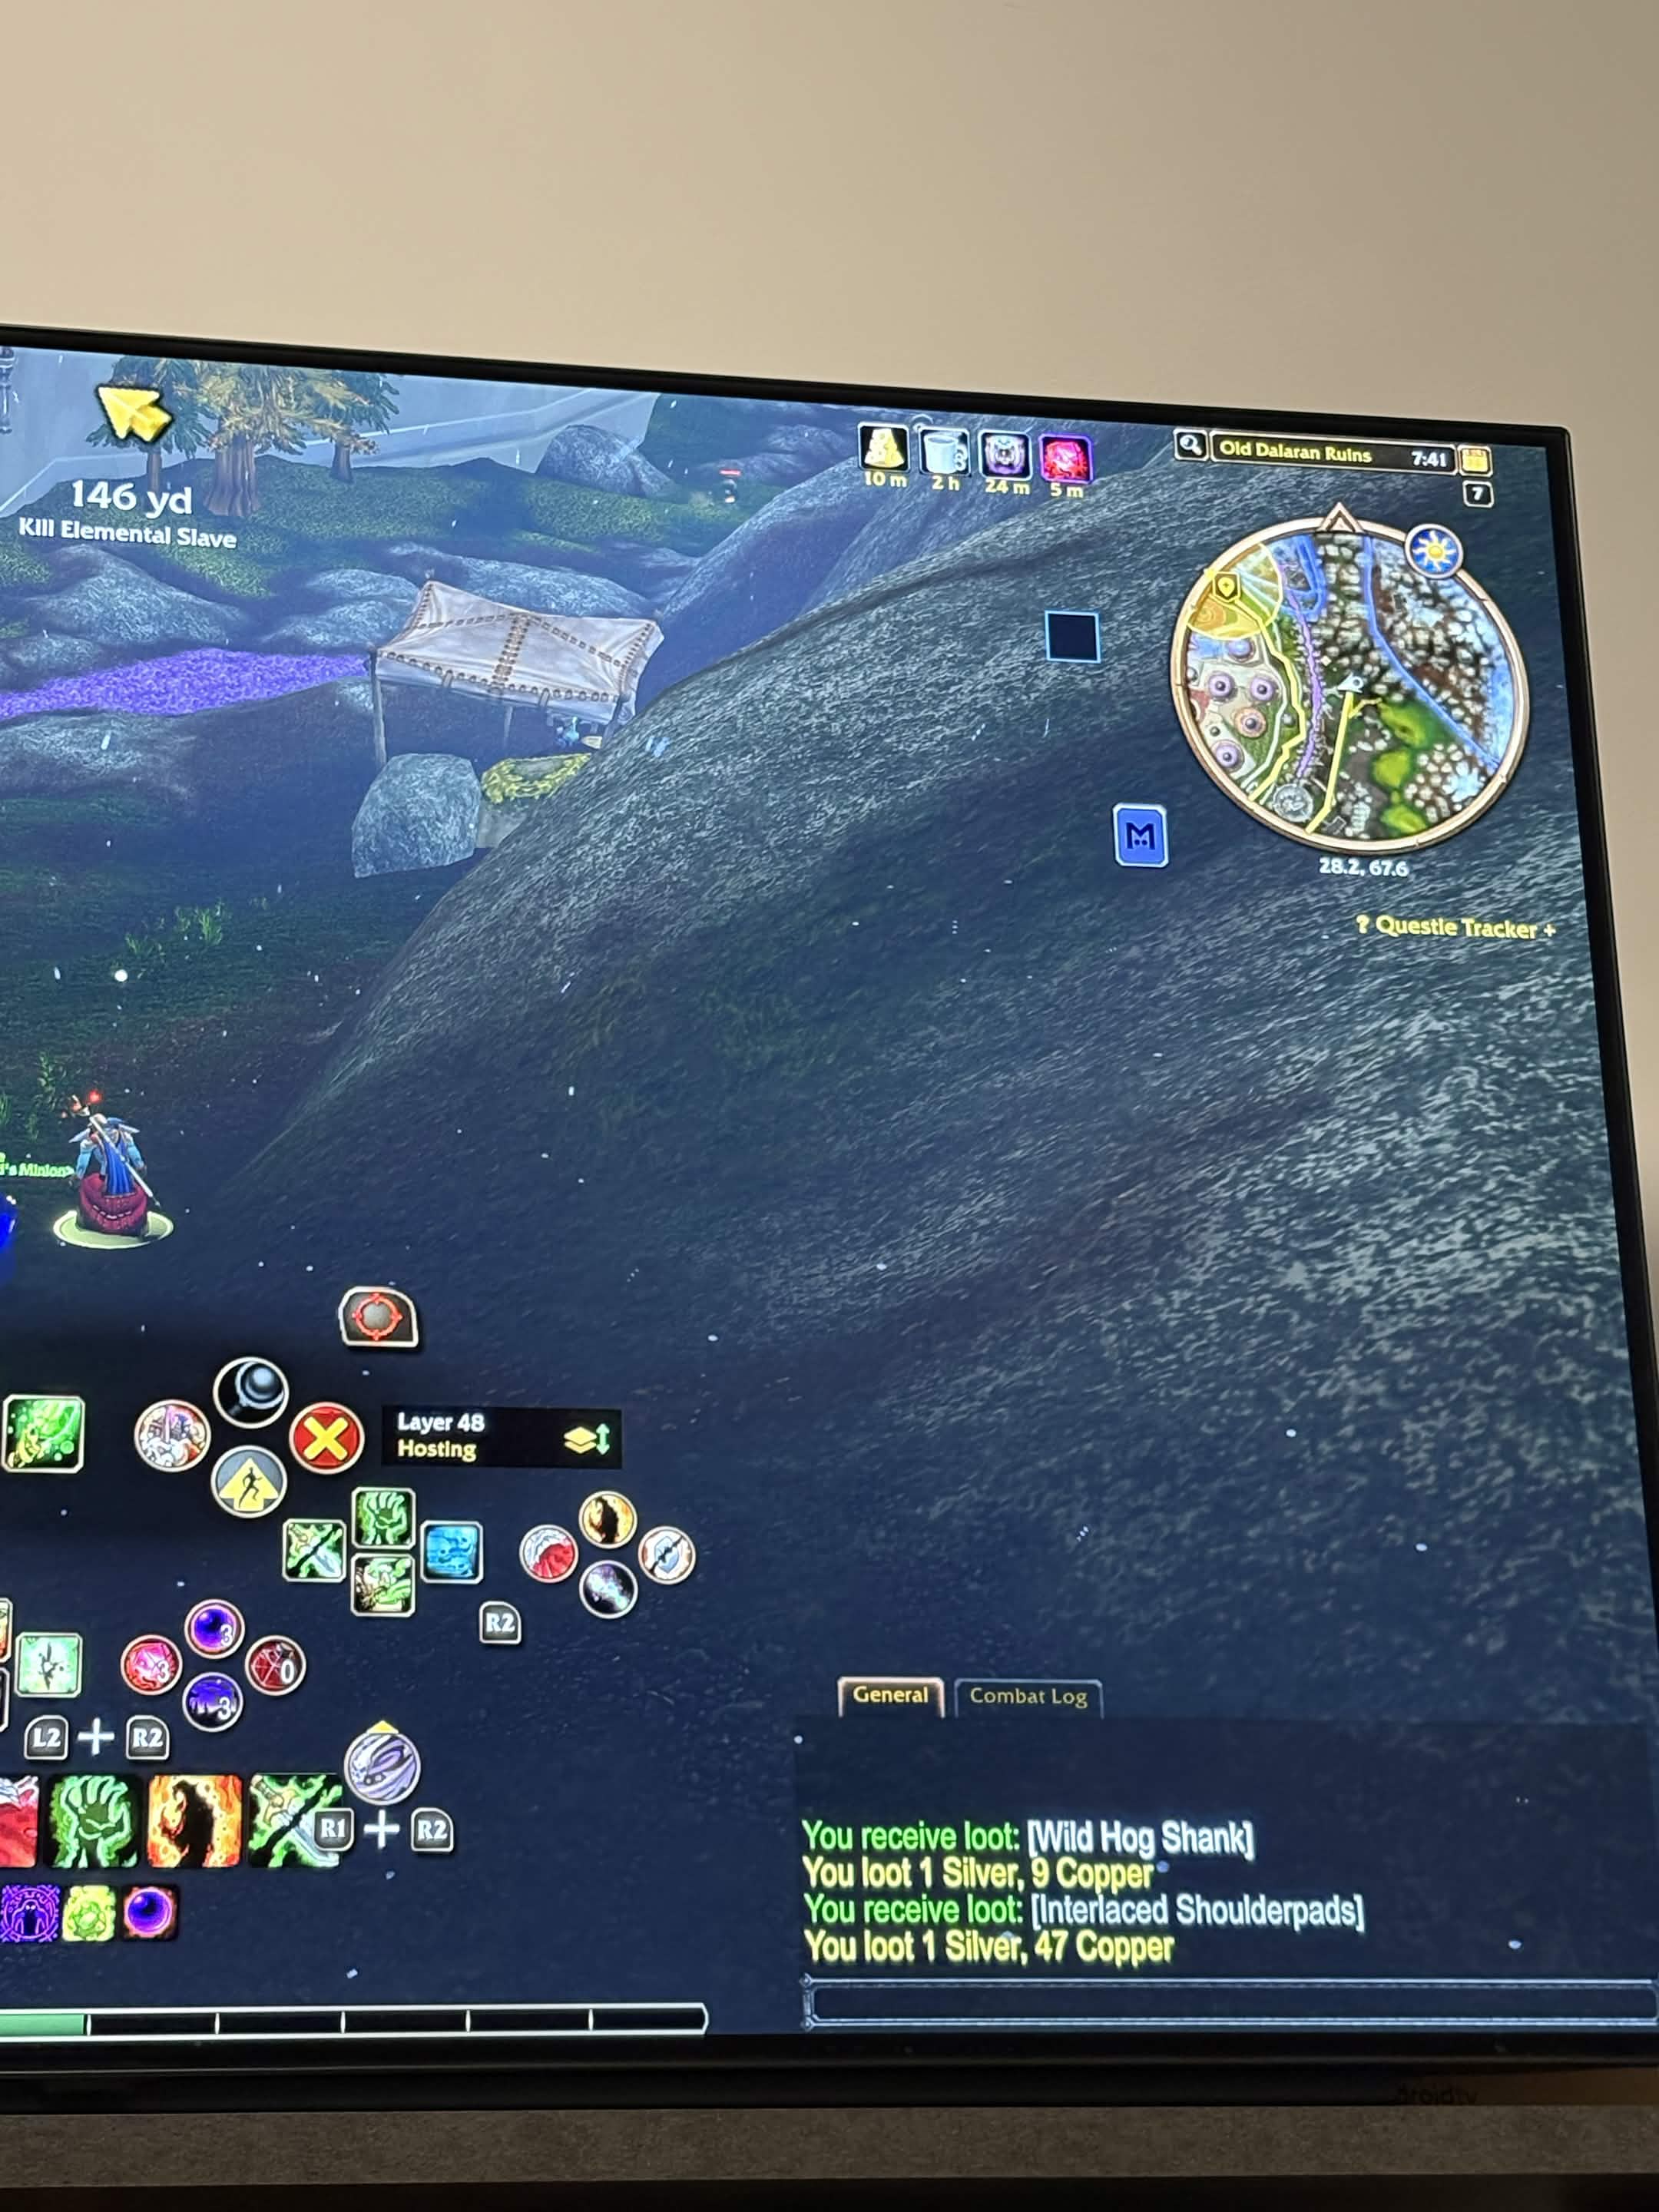 146 yd
Kill Elemental Slave
10 m
2 h
24 m
5 m
3
Old Dalaran Ruins
7:41
7
M
28.2, 67.6
? Questie Tracker +
's Minion>
Layer 48
Hosting
R2
3
3
0
3
L2 + R2
R1 + R2
General
Combat Log
You receive loot: [Wild Hog Shank]
You loot 1 Silver, 9 Copper
You receive loot: [Interlaced Shoulderpads]
You loot 1 Silver, 47 Copper
droidtv